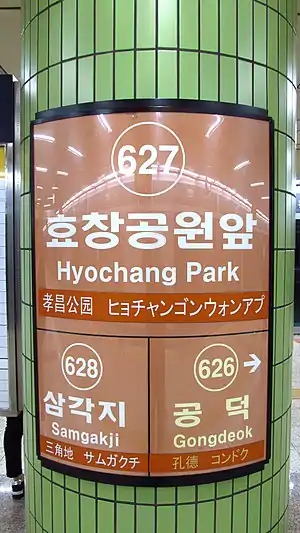 627
효창공원앞
Hyochang Park
孝昌公园 ヒョチャンゴンウォンアプ
628
삼각지
Samgakji
三角地 サムガクチ
626 →
공덕
Gongdeok
孔德 コンドク